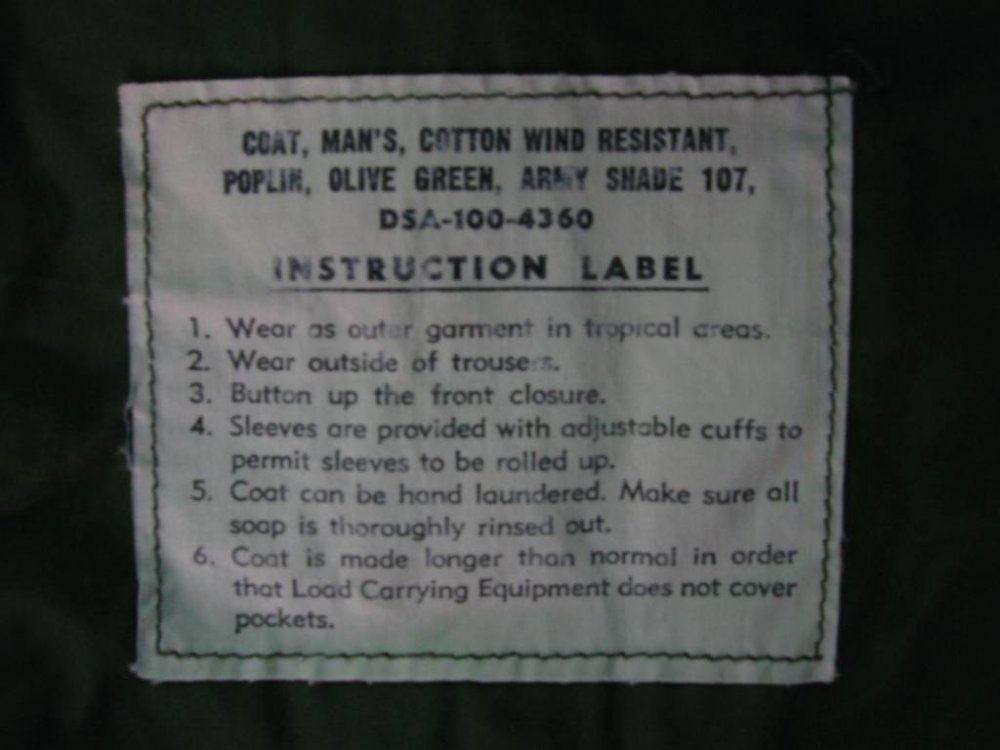 COAT, MAN'S, COTTON WIND RESISTANT,
POPLIN, OLIVE GREEN, ARMY SHADE 107,
DSA-100-4360
INSTRUCTION LABEL
1. Wear as outer garment in tropical areas.
2. Wear outside of trousers.
3. Button up the front closure.
4. Sleeves are provided with adjustable cuffs to
permit sleeves to be rolled up.
5. Coat can be hand laundered. Make sure all
soap is thoroughly rinsed out.
6. Coat is made longer than normal in order
that Load Carrying Equipment does not cover
pockets.